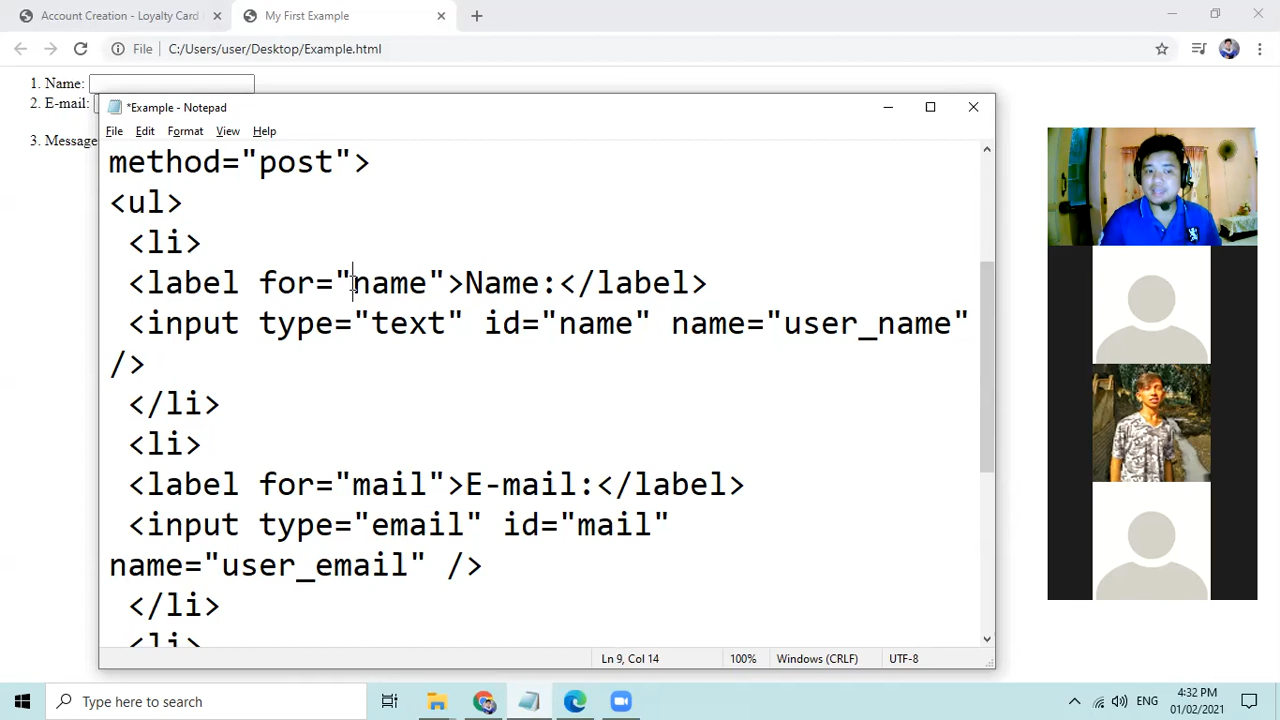 Account Creation - Loyalty Card
My First Example
File C:/Users/user/Desktop/Example.html
1. Name:
2. E-mail:
3. Message
*Example - Notepad
File Edit Format View Help
method="post">
<ul>
<li>
<label for="name">Name:</label>
<input type="text" id="name" name="user_name"
/>
</li>
<li>
<label for="mail">E-mail:</label>
<input type="email" id="mail"
name="user_email" />
</li>
<li>
Ln 9, Col 14 100% Windows (CRLF) UTF-8
Type here to search
ENG
4:32 PM
01/02/2021